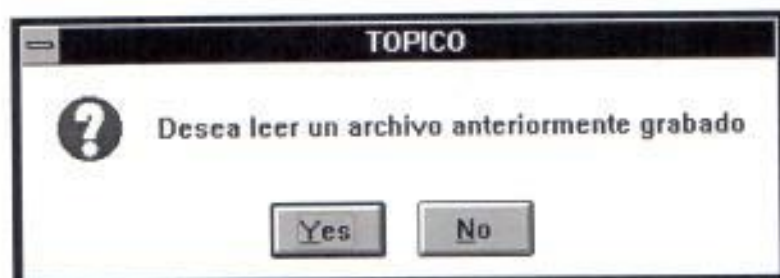 TOPICO
Desea leer un archivo anteriormente grabado
Yes
No